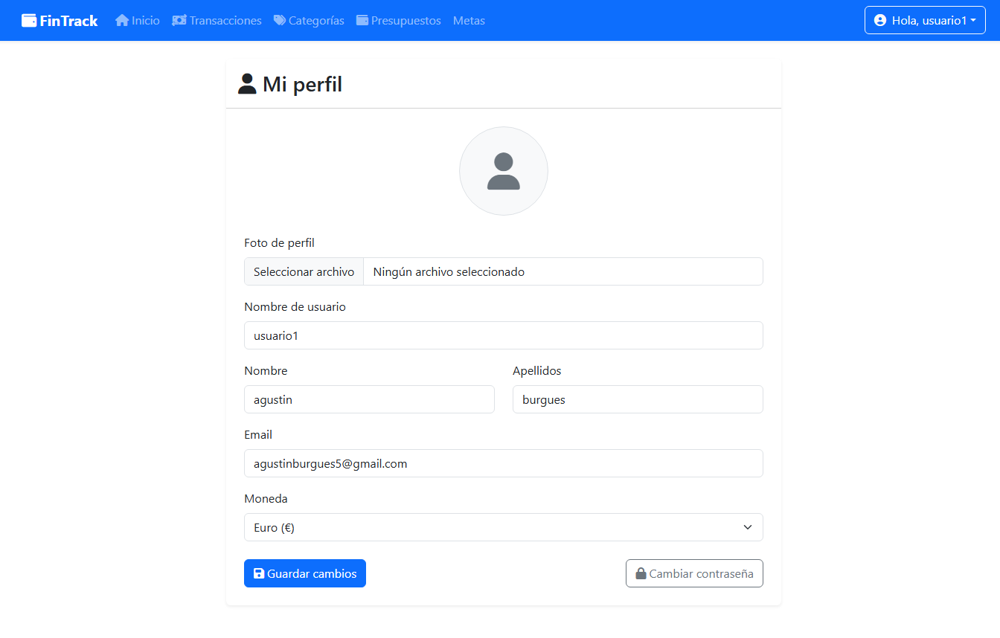 FinTrack Inicio Transacciones Categorías Presupuestos Metas Hola, usuario1
Mi perfil
Foto de perfil
Seleccionar archivo Ningún archivo seleccionado
Nombre de usuario
usuario1
Nombre Apellidos
agustin burgues
Email
agustinburgues5@gmail.com
Moneda
Euro (€)
Guardar cambios Cambiar contraseña